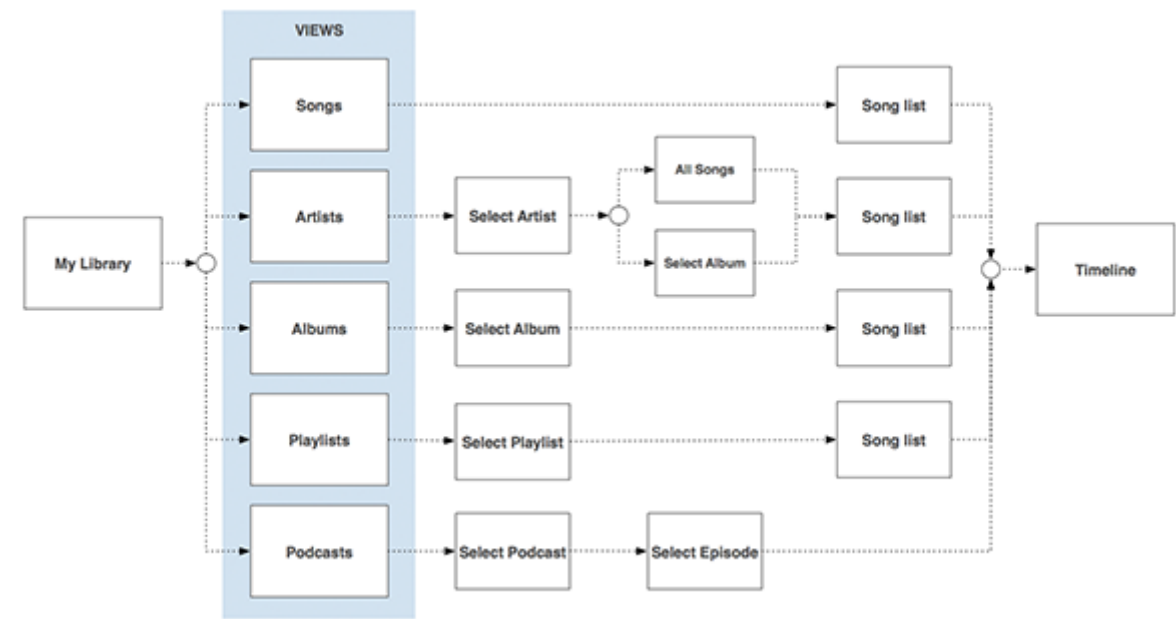 VIEWS
Songs
Song list
All Songs
Artists
Select Artist
Song list
My Library
Select Album
Timeline
Albums
Select Album
Song list
Playlists
Select Playlist
Song list
Podcasts
Select Podcast
Select Episode